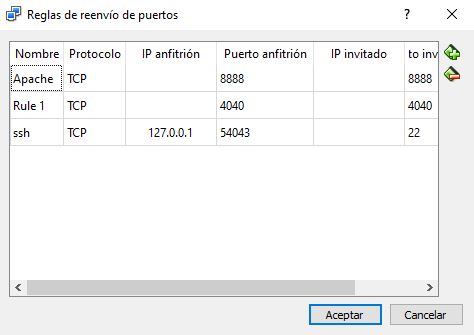 Reglas de reenvío de puertos
Nombre Protocolo IP anfitrión Puerto anfitrión IP invitado to inv
Apache TCP 8888 8888
Rule 1 TCP 4040 4040
ssh TCP 127.0.0.1 54043 22
Aceptar Cancelar